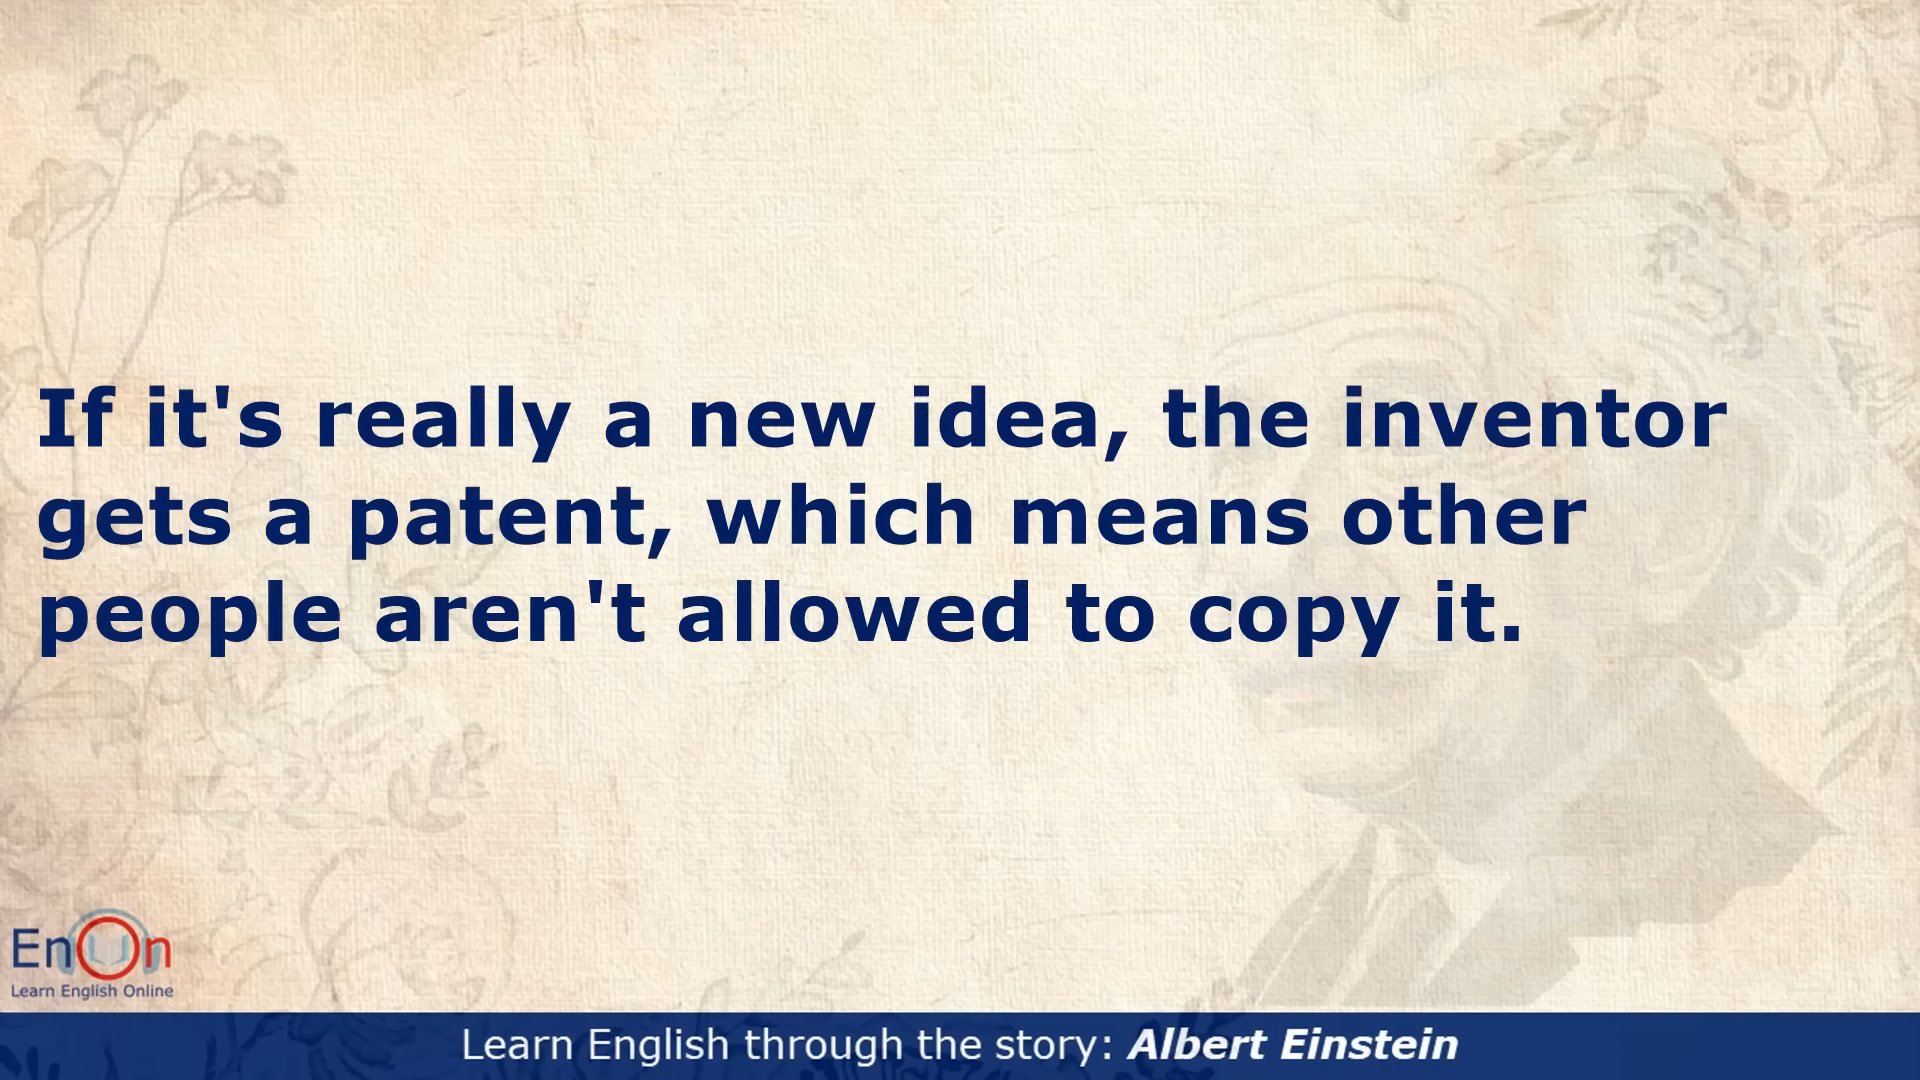 If it's really a new idea, the inventor
gets a patent, which means other
people aren't allowed to copy it.
EnOn
Learn English Online
Learn English through the story: Albert Einstein